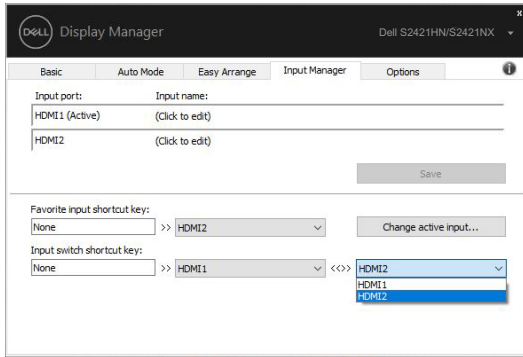 DELL Display Manager Dell S2421HN/S2421NX
x
Basic Auto Mode Easy Arrange Input Manager Options i
Input port: Input name:
HDMI1 (Active) (Click to edit)
HDMI2 (Click to edit)
Save
Favorite input shortcut key:
None >> HDMI2 Change active input...
Input switch shortcut key:
None >> HDMI1 <<>> HDMI2
HDMI1
HDMI2